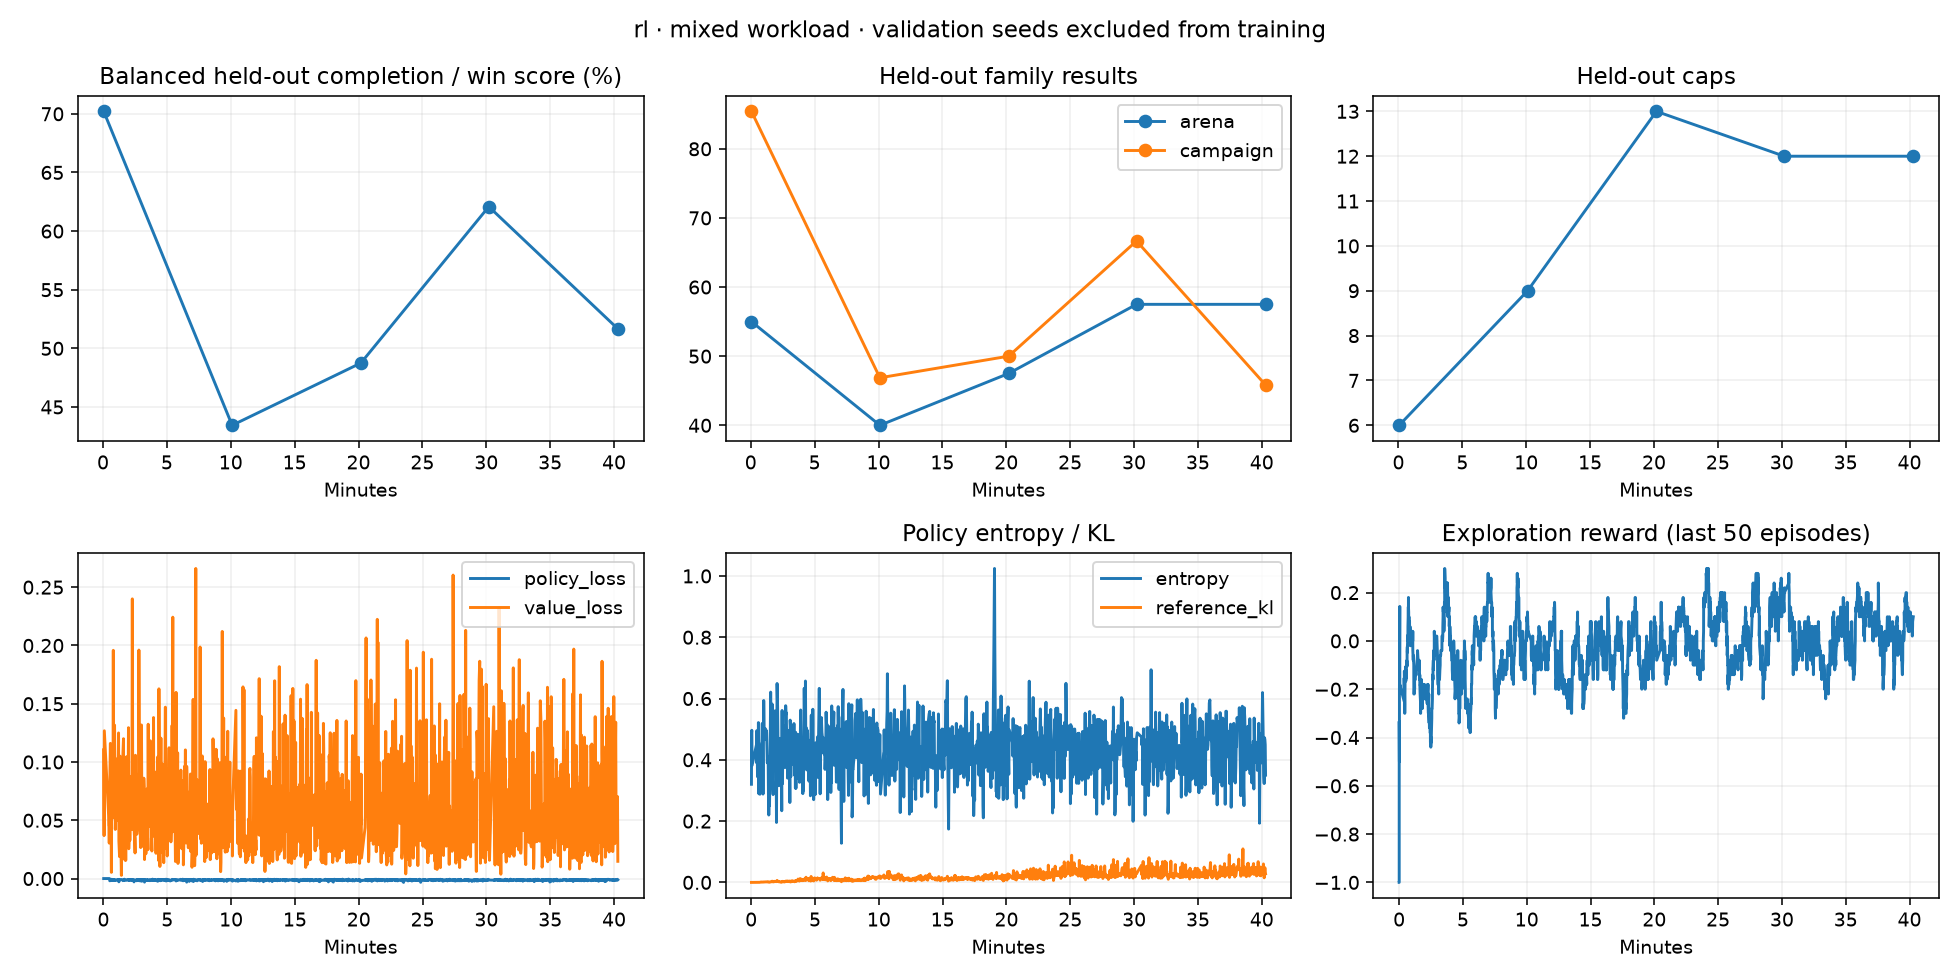 rl · mixed workload · validation seeds excluded from training
Balanced held-out completion / win score (%)
70
65
60
55
50
45
0 5 10 15 20 25 30 35 40
Minutes
Held-out family results
arena
campaign
80
70
60
50
40
0 5 10 15 20 25 30 35 40
Minutes
Held-out caps
13
12
11
10
9
8
7
6
0 5 10 15 20 25 30 35 40
Minutes
policy_loss
value_loss
0.25
0.20
0.15
0.10
0.05
0.00
0 5 10 15 20 25 30 35 40
Minutes
Policy entropy / KL
entropy
reference_kl
1.0
0.8
0.6
0.4
0.2
0.0
0 5 10 15 20 25 30 35 40
Minutes
Exploration reward (last 50 episodes)
0.2
0.0
−0.2
−0.4
−0.6
−0.8
−1.0
0 5 10 15 20 25 30 35 40
Minutes